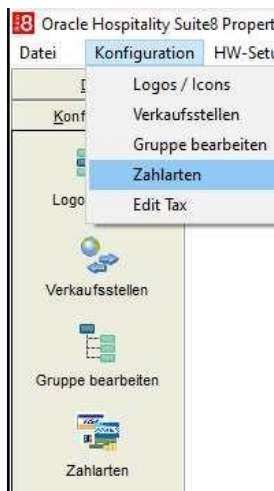 8 Oracle Hospitality Suite8 Propert
Datei Konfiguration HW-Setu
Logos / Icons
Konf
Verkaufsstellen
Gruppe bearbeiten
Zahlarten
Logo
Edit Tax
Verkaufsstellen
Gruppe bearbeiten
Zahlarten